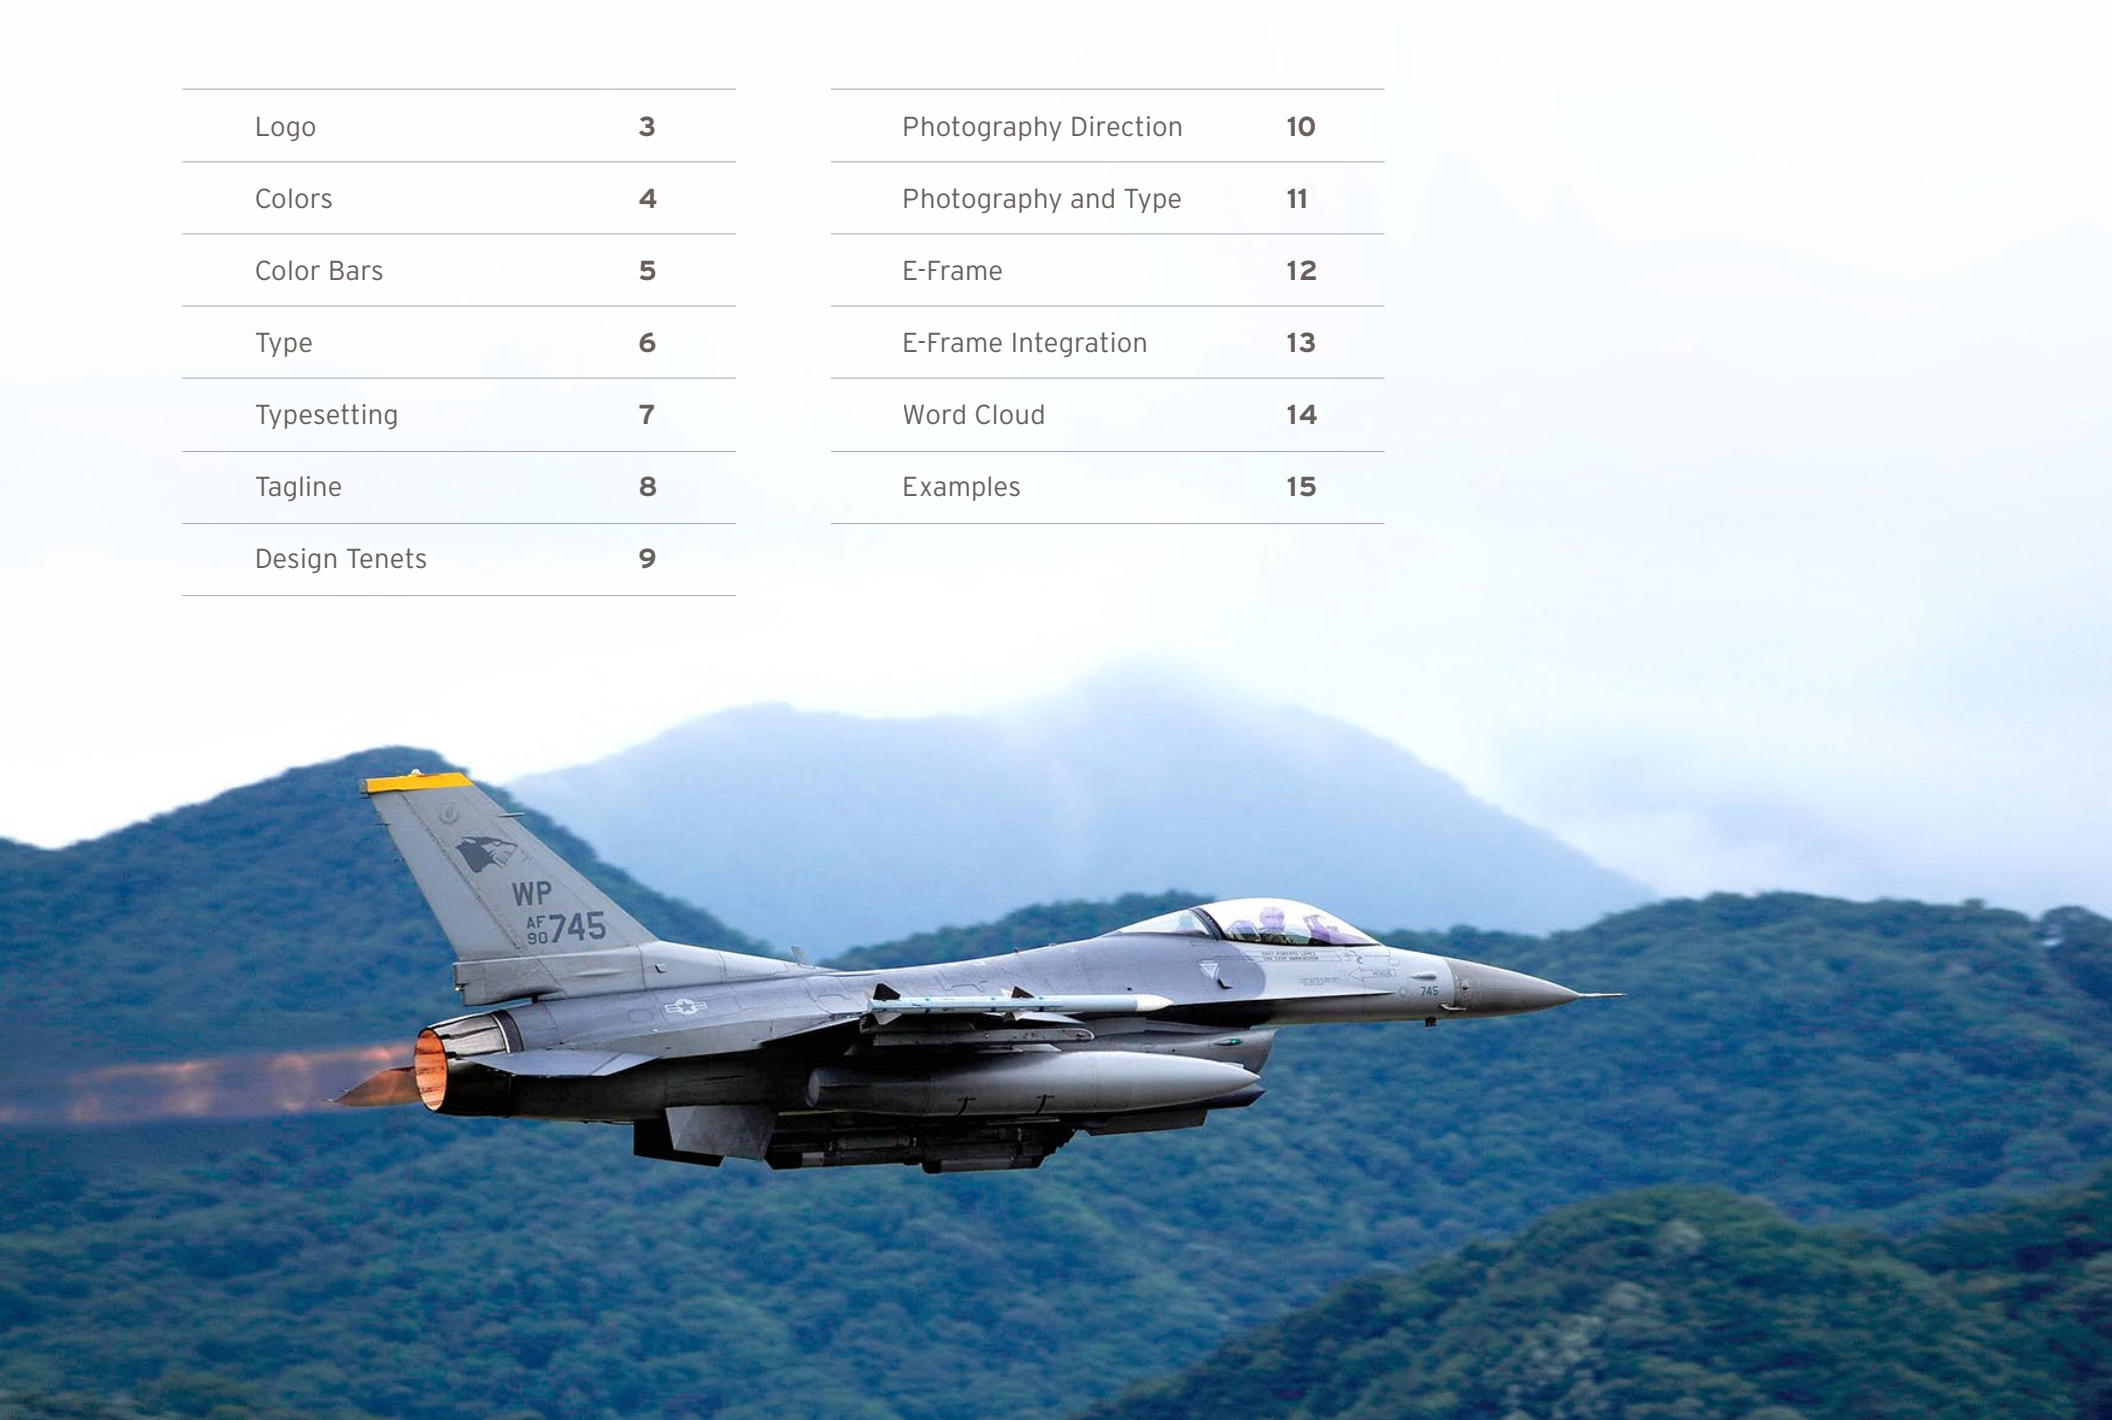 Logo 3
Colors 4
Color Bars 5
Type 6
Typesetting 7
Tagline 8
Design Tenets 9
Photography Direction 10
Photography and Type 11
E-Frame 12
E-Frame Integration 13
Word Cloud 14
Examples 15
WP
AF
90 745
745